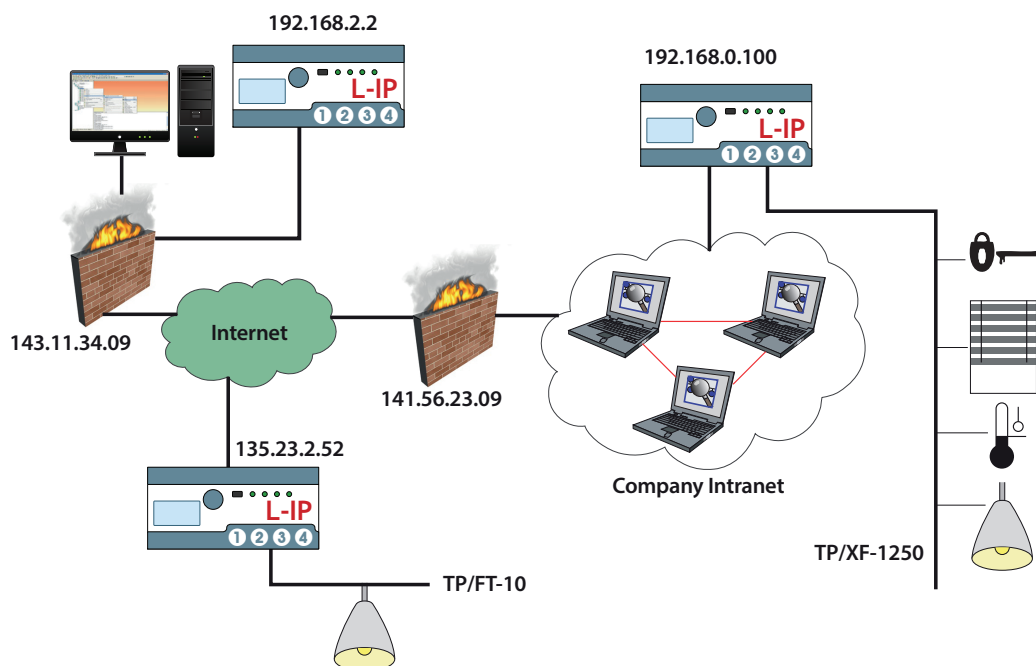 192.168.2.2
192.168.0.100
L-IP
1 2 3 4
L-IP
1 2 3 4
Internet
143.11.34.09
141.56.23.09
135.23.2.52
L-IP
1 2 3 4
Company Intranet
TP/XF-1250
TP/FT-10